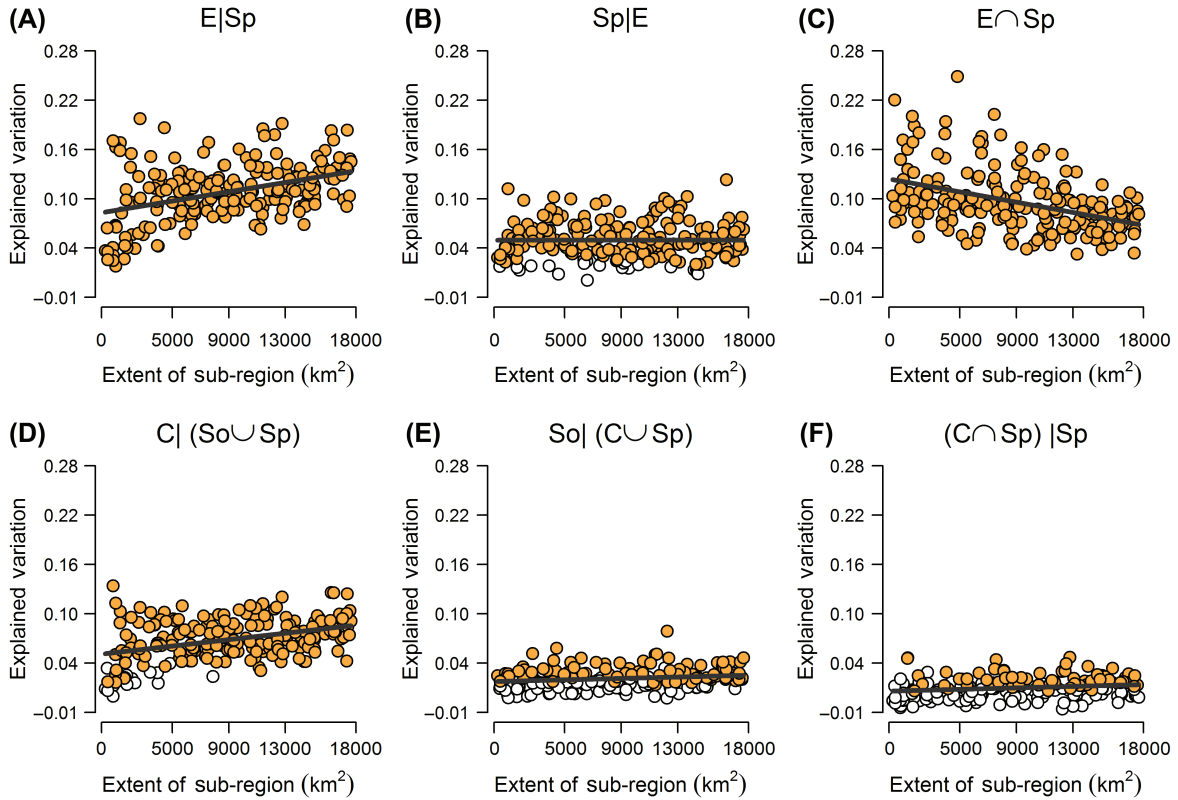 (A) E|Sp
0.28
0.22
0.16
0.10
0.04
−0.01
Explained variation
0 5000 9000 13000 18000
Extent of sub-region (km²)
(B) Sp|E
0.28
0.22
0.16
0.10
0.04
−0.01
Explained variation
0 5000 9000 13000 18000
Extent of sub-region (km²)
(C) E∩Sp
0.28
0.22
0.16
0.10
0.04
−0.01
Explained variation
0 5000 9000 13000 18000
Extent of sub-region (km²)
(D) C| (So∪Sp)
0.28
0.22
0.16
0.10
0.04
−0.01
Explained variation
0 5000 9000 13000 18000
Extent of sub-region (km²)
(E) So| (C∪Sp)
0.28
0.22
0.16
0.10
0.04
−0.01
Explained variation
0 5000 9000 13000 18000
Extent of sub-region (km²)
(F) (C∩Sp) |Sp
0.28
0.22
0.16
0.10
0.04
−0.01
Explained variation
0 5000 9000 13000 18000
Extent of sub-region (km²)